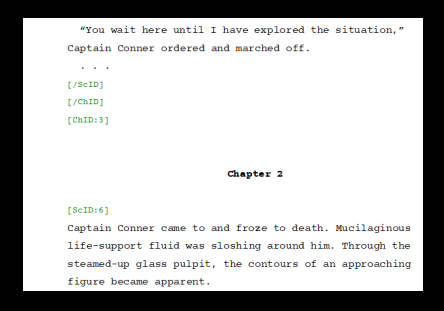 “You wait here until I have explored the situation,”
Captain Conner ordered and marched off.
. . .
[/ScID]
[/ChID]
[ChID:3]
Chapter 2
[ScID:6]
Captain Conner came to and froze to death. Mucilaginous
life-support fluid was sloshing around him. Through the
steamed-up glass pulpit, the contours of an approaching
figure became apparent.